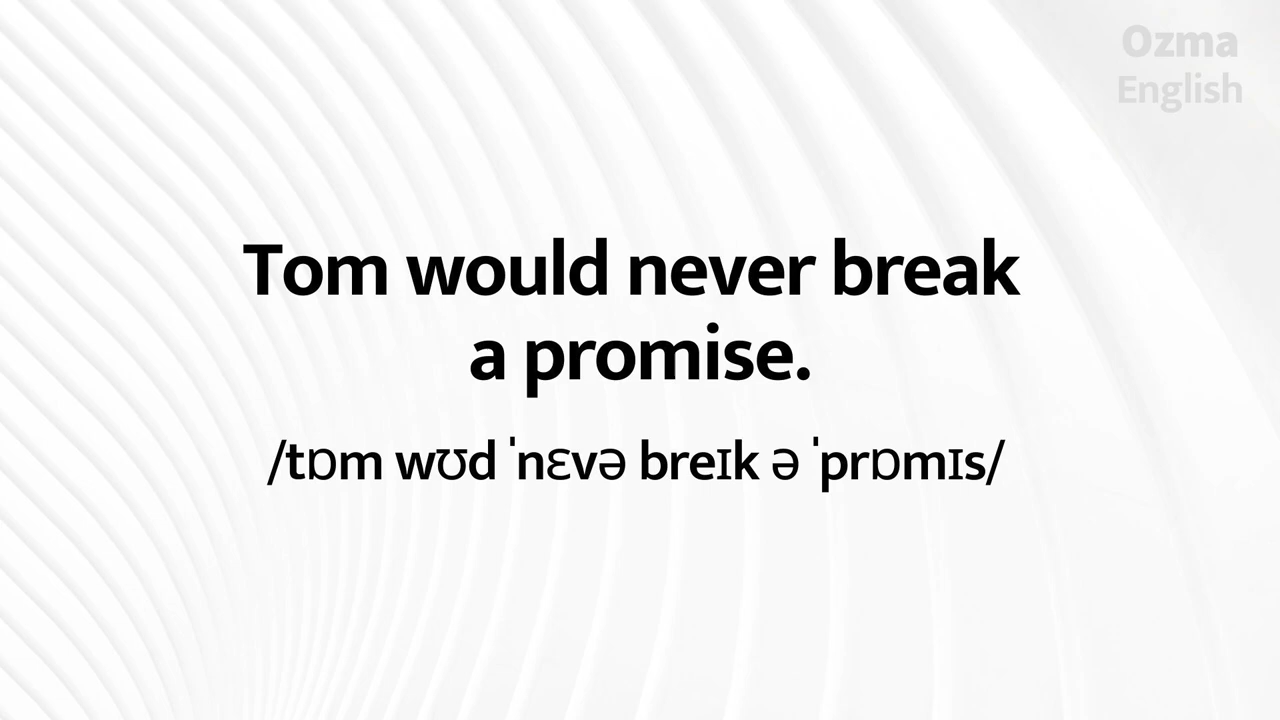 Ozma
English
Tom would never break
a promise.
/tɒm wʊd ˈnɛvə breɪk ə ˈprɒmɪs/